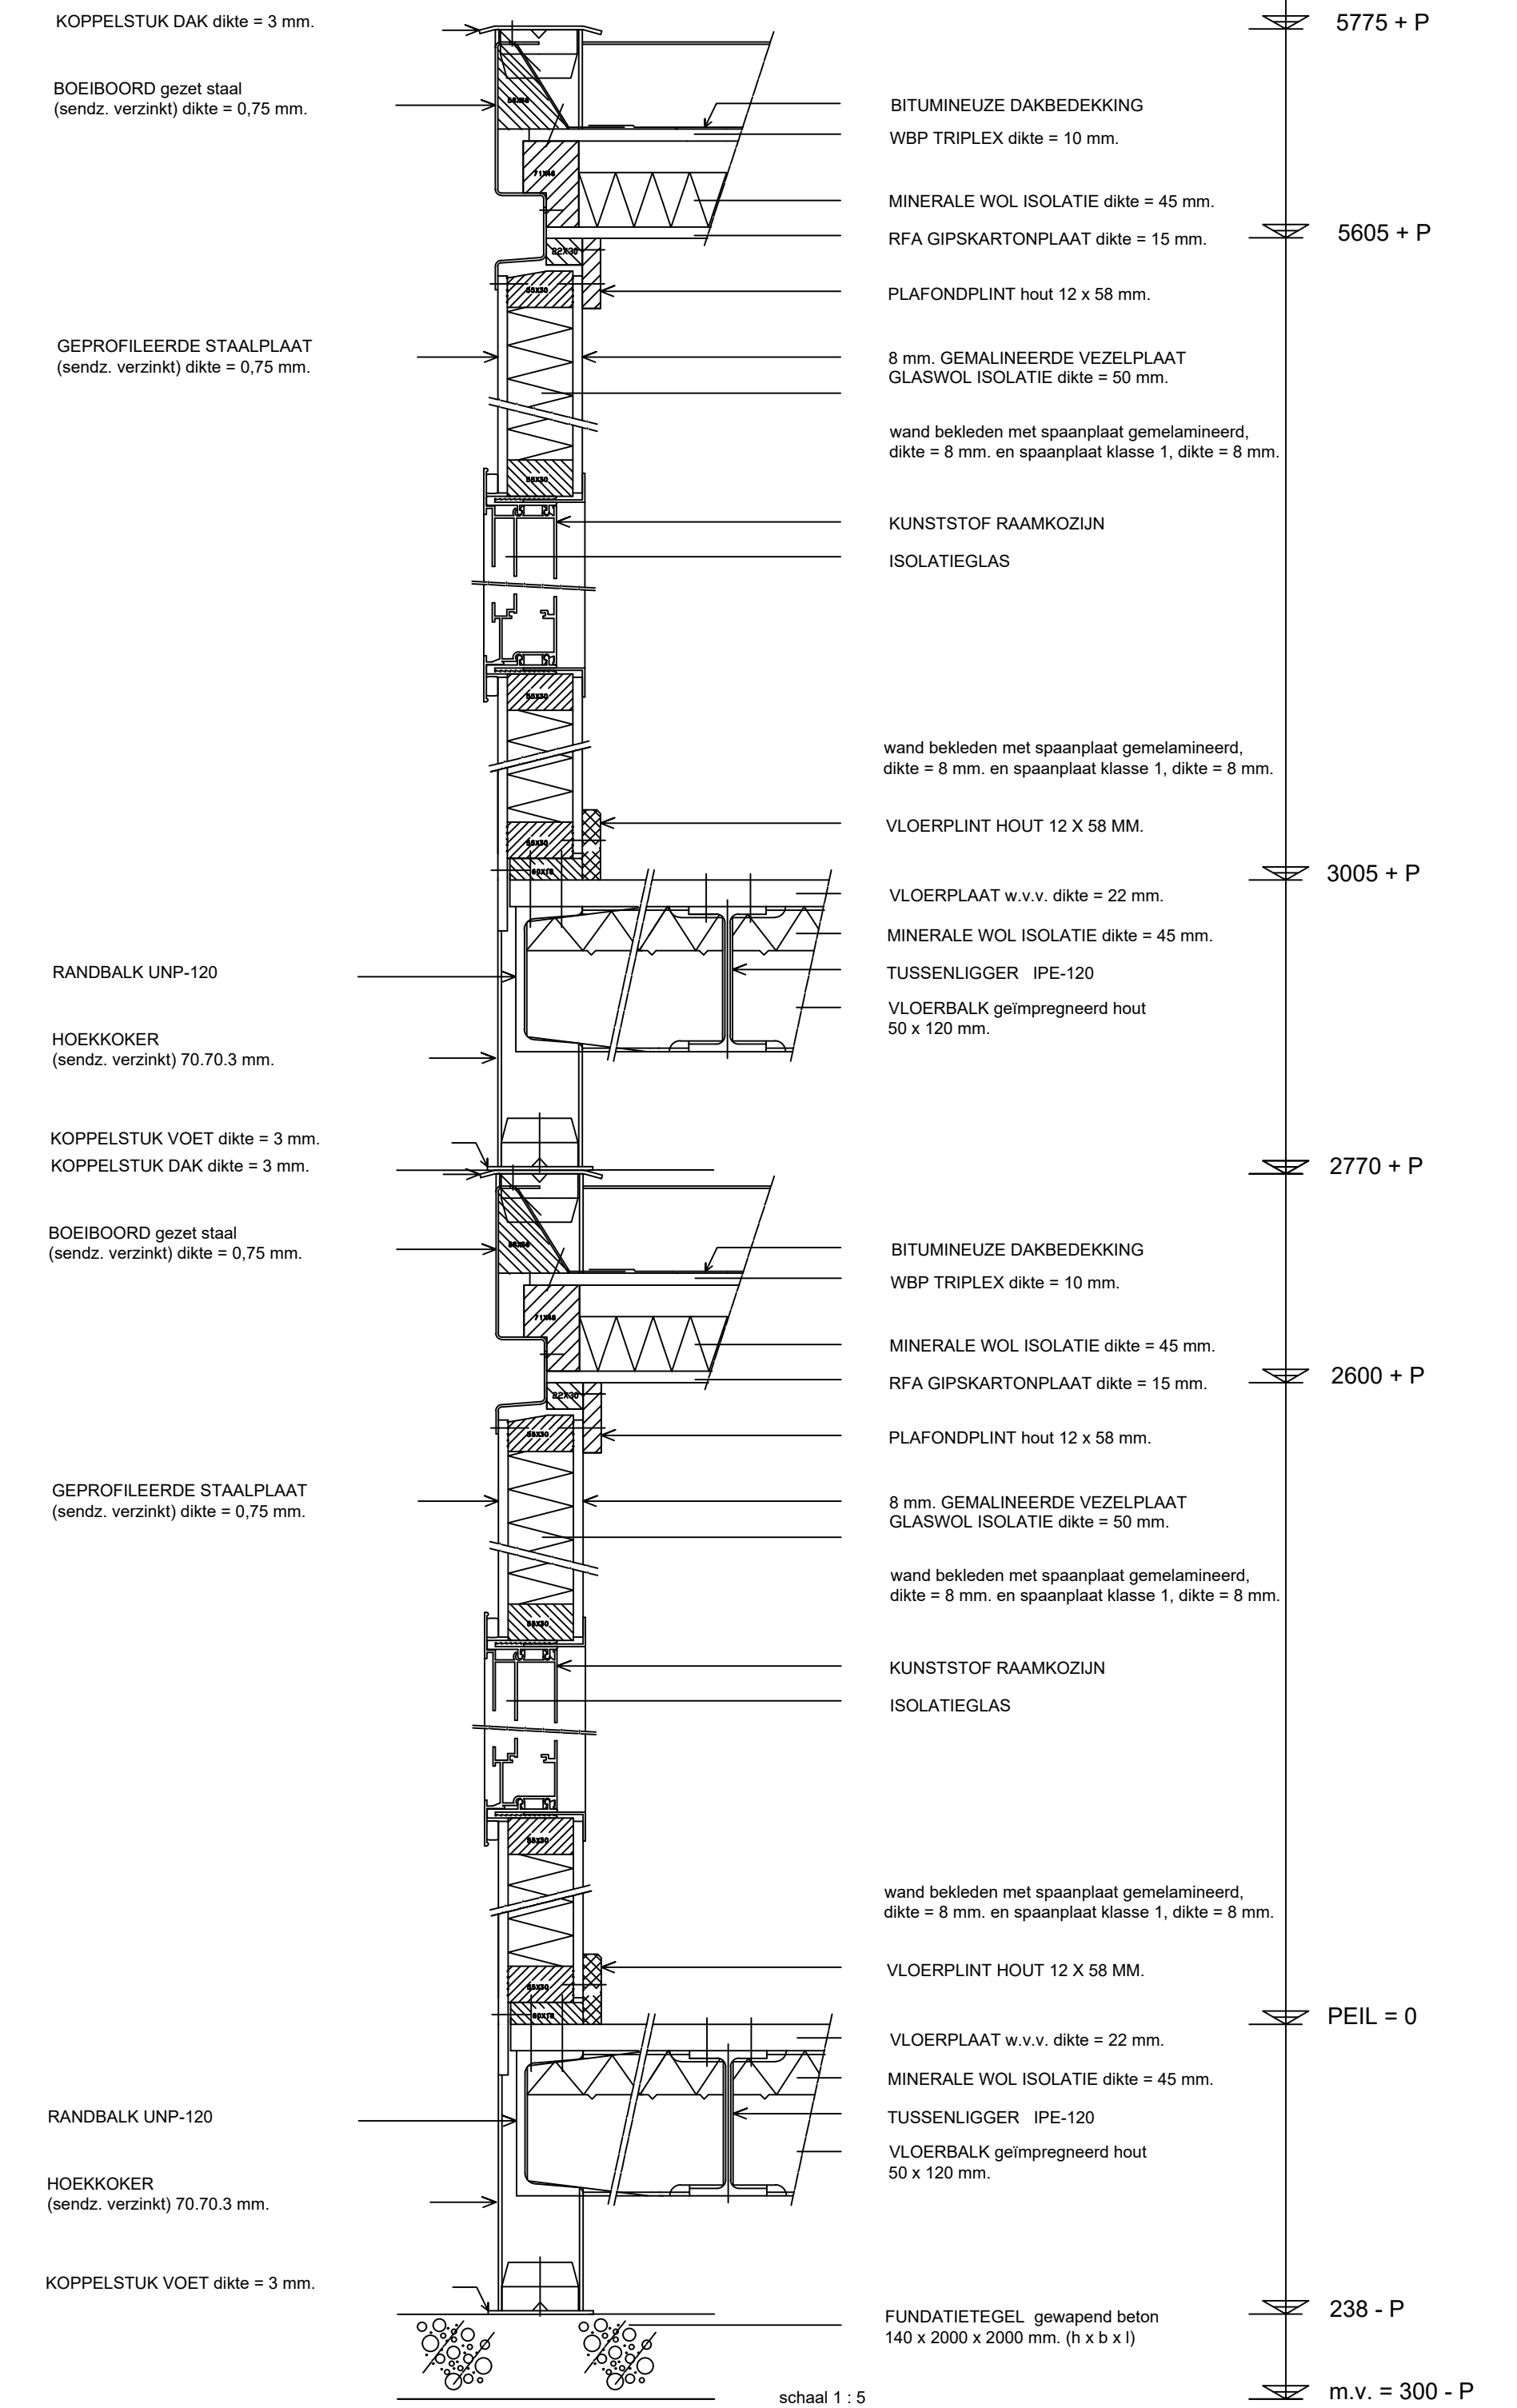 KOPPELSTUK DAK dikte = 3 mm.
5775 + P
BOEIBOORD gezet staal
(sendz. verzinkt) dikte = 0,75 mm.
BITUMINEUZE DAKBEDEKKING
WBP TRIPLEX dikte = 10 mm.
71X46
MINERALE WOL ISOLATIE dikte = 45 mm.
RFA GIPSKARTONPLAAT dikte = 15 mm.
5605 + P
22X30
PLAFONDPLINT hout 12 x 58 mm.
55X30
GEPROFILEERDE STAALPLAAT
(sendz. verzinkt) dikte = 0,75 mm.
8 mm. GEMALINEERDE VEZELPLAAT
GLASWOL ISOLATIE dikte = 50 mm.
wand bekleden met spaanplaat gemelamineerd,
dikte = 8 mm. en spaanplaat klasse 1, dikte = 8 mm.
55X30
KUNSTSTOF RAAMKOZIJN
ISOLATIEGLAS
55X30
wand bekleden met spaanplaat gemelamineerd,
dikte = 8 mm. en spaanplaat klasse 1, dikte = 8 mm.
VLOERPLINT HOUT 12 X 58 MM.
55X30
60X18
3005 + P
VLOERPLAAT w.v.v. dikte = 22 mm.
MINERALE WOL ISOLATIE dikte = 45 mm.
RANDBALK UNP-120
TUSSENLIGGER IPE-120
VLOERBALK geïmpregneerd hout
50 x 120 mm.
HOEKKOKER
(sendz. verzinkt) 70.70.3 mm.
KOPPELSTUK VOET dikte = 3 mm.
KOPPELSTUK DAK dikte = 3 mm.
2770 + P
BOEIBOORD gezet staal
(sendz. verzinkt) dikte = 0,75 mm.
BITUMINEUZE DAKBEDEKKING
WBP TRIPLEX dikte = 10 mm.
71X46
MINERALE WOL ISOLATIE dikte = 45 mm.
RFA GIPSKARTONPLAAT dikte = 15 mm.
2600 + P
22X30
PLAFONDPLINT hout 12 x 58 mm.
55X30
GEPROFILEERDE STAALPLAAT
(sendz. verzinkt) dikte = 0,75 mm.
8 mm. GEMALINEERDE VEZELPLAAT
GLASWOL ISOLATIE dikte = 50 mm.
wand bekleden met spaanplaat gemelamineerd,
dikte = 8 mm. en spaanplaat klasse 1, dikte = 8 mm.
55X30
KUNSTSTOF RAAMKOZIJN
ISOLATIEGLAS
55X30
wand bekleden met spaanplaat gemelamineerd,
dikte = 8 mm. en spaanplaat klasse 1, dikte = 8 mm.
VLOERPLINT HOUT 12 X 58 MM.
55X30
60X18
PEIL = 0
VLOERPLAAT w.v.v. dikte = 22 mm.
MINERALE WOL ISOLATIE dikte = 45 mm.
RANDBALK UNP-120
TUSSENLIGGER IPE-120
VLOERBALK geïmpregneerd hout
50 x 120 mm.
HOEKKOKER
(sendz. verzinkt) 70.70.3 mm.
KOPPELSTUK VOET dikte = 3 mm.
238 - P
FUNDATIETEGEL gewapend beton
140 x 2000 x 2000 mm. (h x b x l)
schaal 1 : 5
m.v. = 300 - P